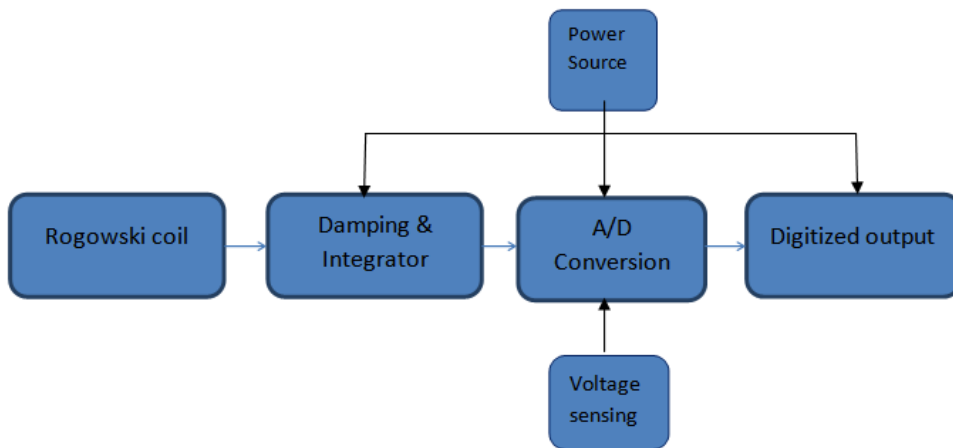 Power
Source
Rogowski coil
Damping &
Integrator
A/D
Conversion
Digitized output
Voltage
sensing